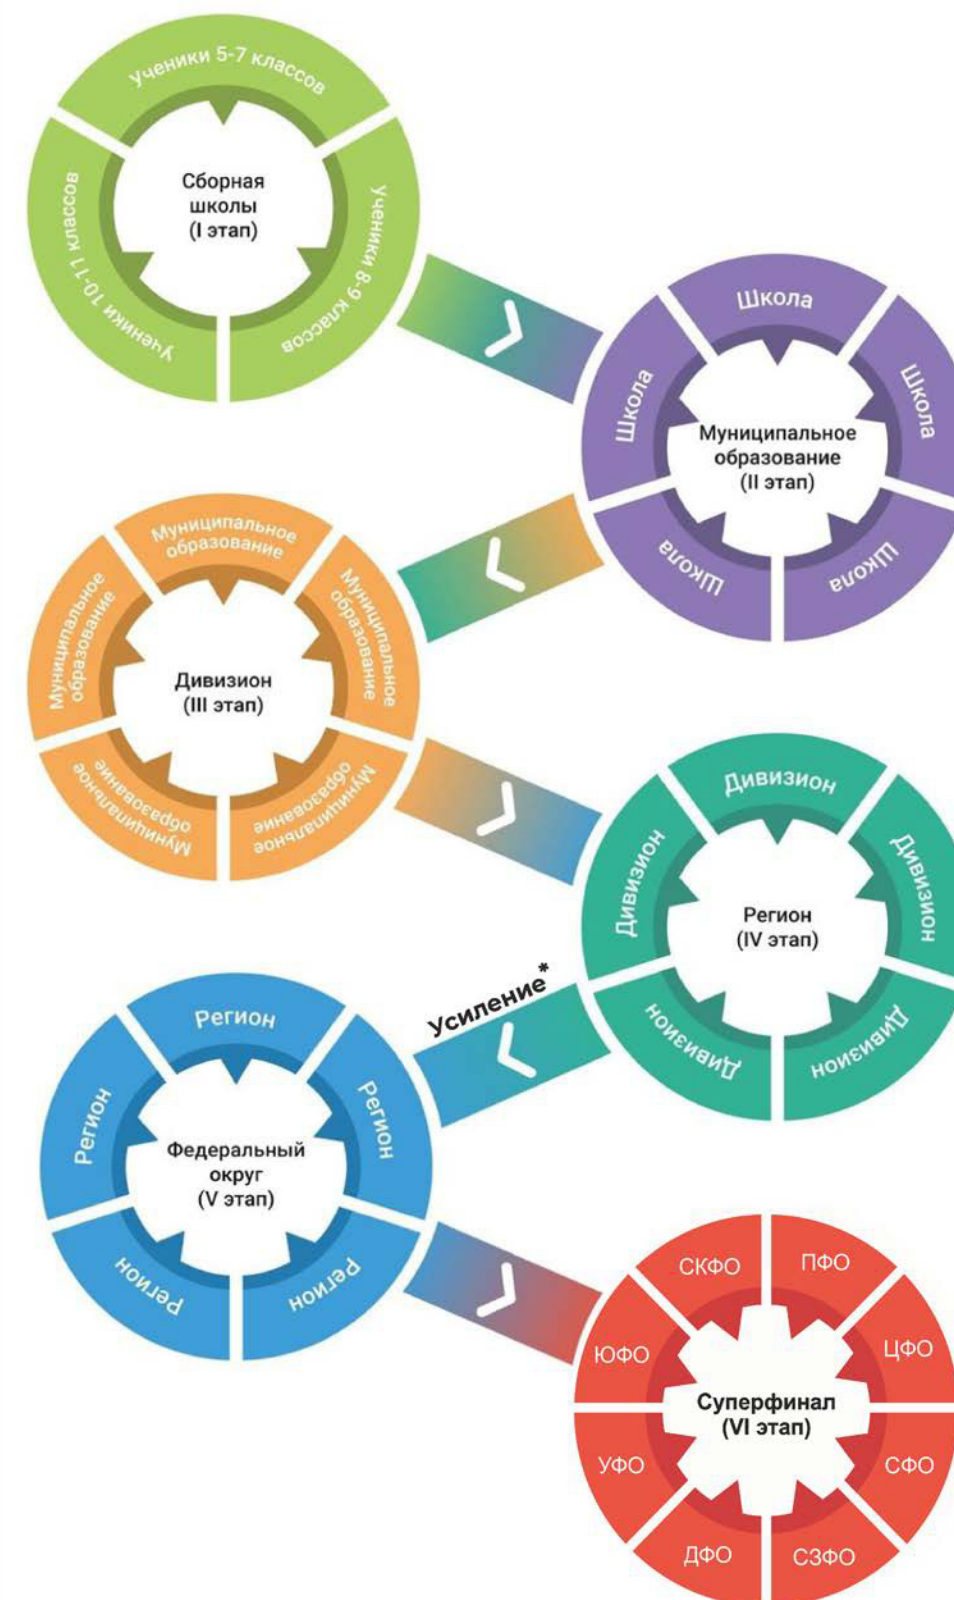 Ученики 5-7 классов
Ученики 10-11 классов
Ученики 8-9 классов
Сборная
школы
(I этап)
Школа
Школа
Школа
Школа
Школа
Муниципальное
образование
(II этап)
Муниципальное
образование
Муниципальное
образование
Муниципальное
образование
Муниципальное
образование
Муниципальное
образование
Дивизион
(III этап)
Дивизион
Дивизион
Дивизион
Дивизион
Дивизион
Регион
(IV этап)
Усиление*
Регион
Регион
Регион
Регион
Регион
Федеральный
округ
(V этап)
СКФО
ПФО
ЮФО
ЦФО
Суперфинал
(VI этап)
УФО
СФО
ДФО
СЗФО